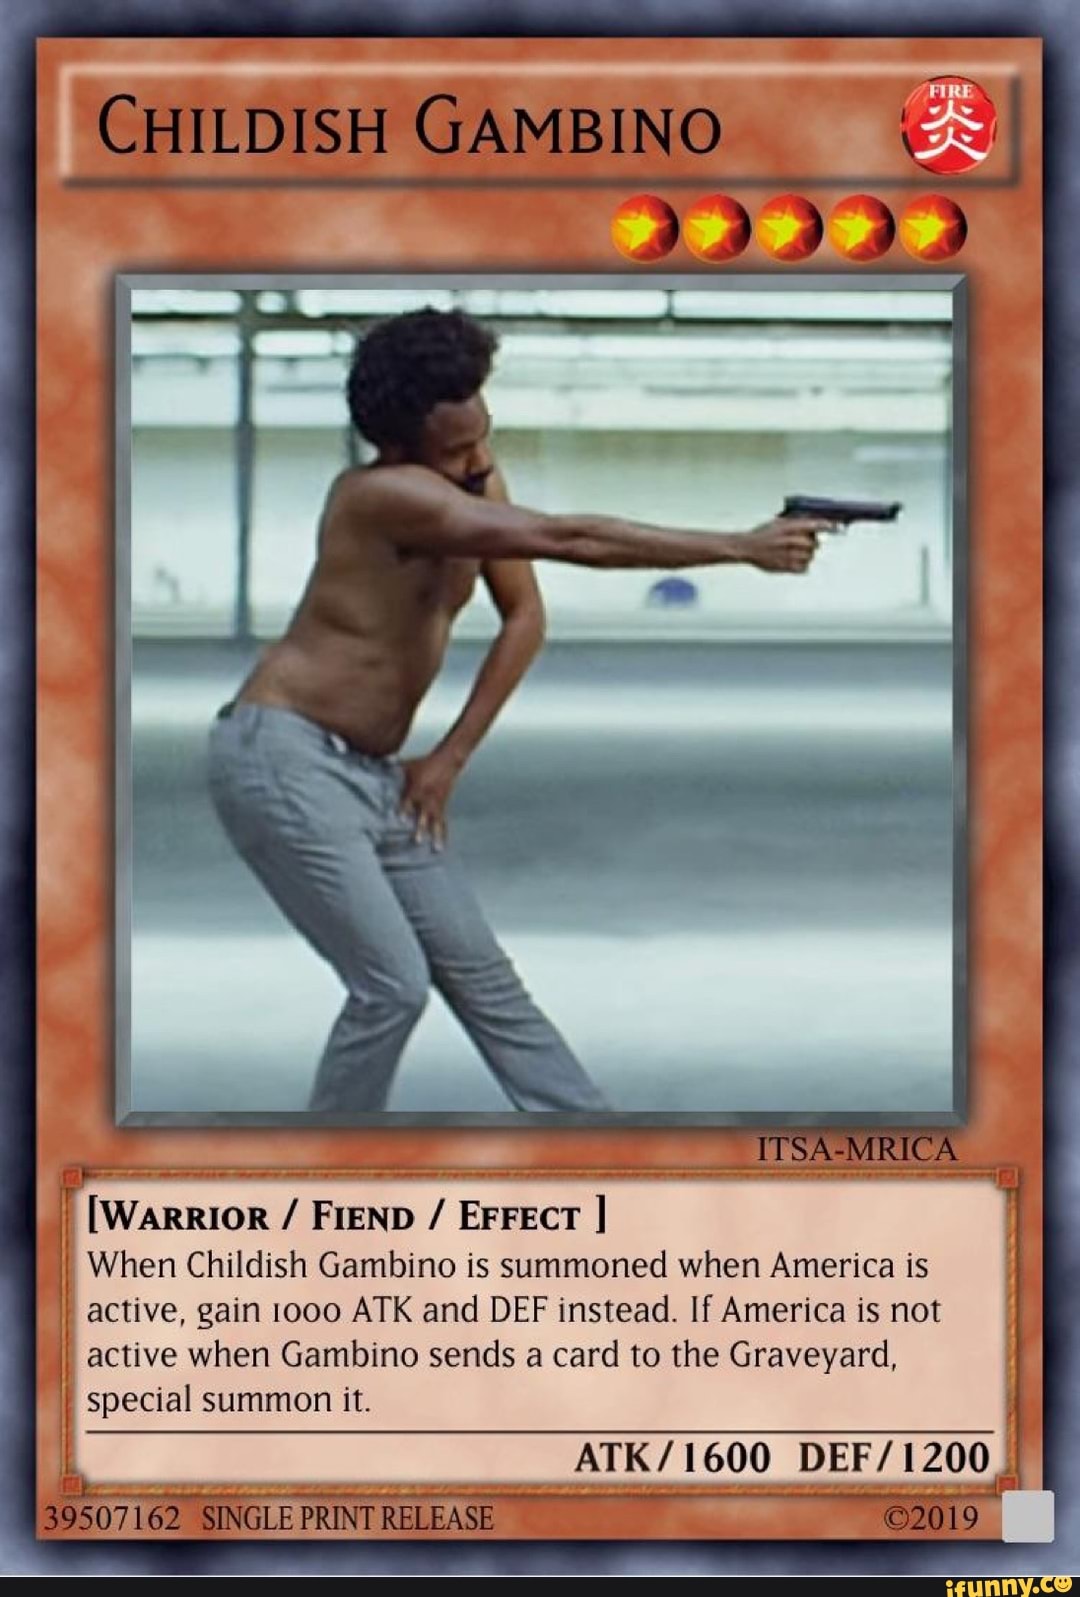 CHILDISH GAMBINO
FIRE
炎
ITSA-MRICA
[WARRIOR / FIEND / EFFECT ]
When Childish Gambino is summoned when America is
active, gain 1000 ATK and DEF instead. If America is not
active when Gambino sends a card to the Graveyard,
special summon it.
ATK/1600 DEF/1200
39507162 SINGLE PRINT RELEASE ©2019
ifunny.co